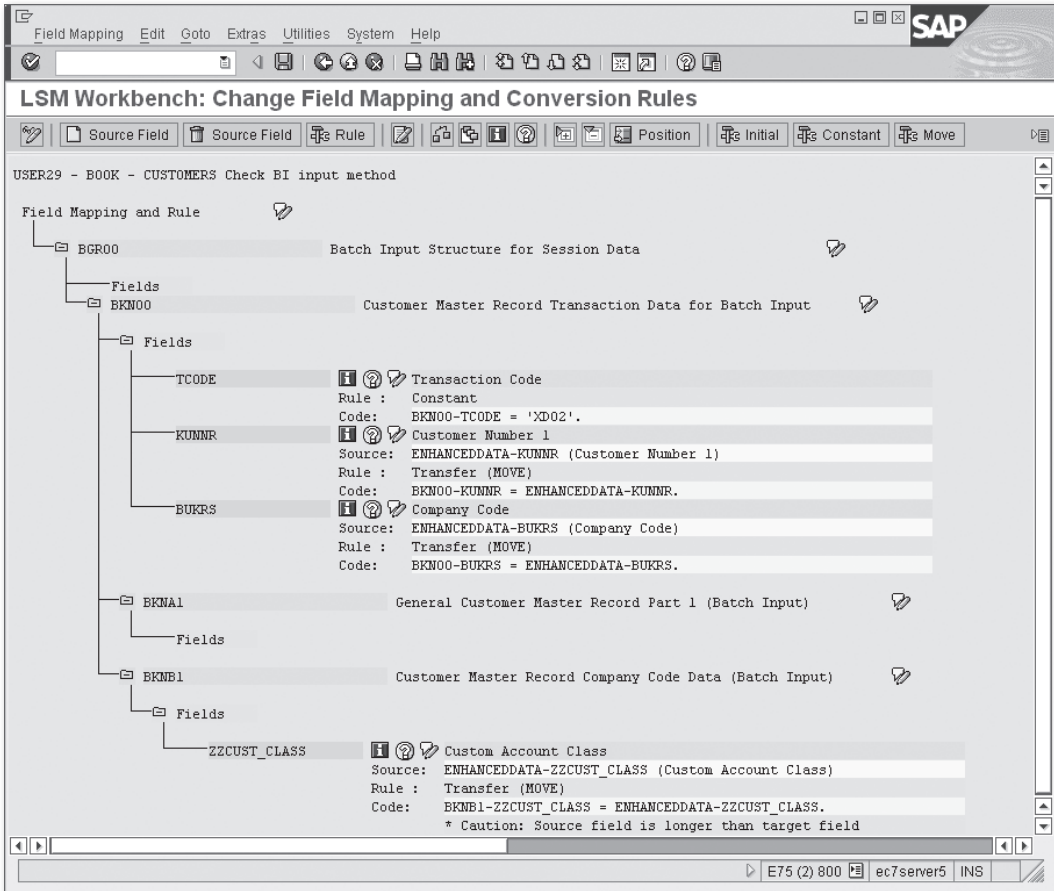 Field Mapping Edit Goto Extras Utilities System Help
SAP
LSM Workbench: Change Field Mapping and Conversion Rules
Source Field Source Field Rule Position Initial Constant Move
USER29 - BOOK - CUSTOMERS Check BI input method
Field Mapping and Rule
BGR00 Batch Input Structure for Session Data
Fields
BKN00 Customer Master Record Transaction Data for Batch Input
Fields
TCODE Transaction Code
Rule : Constant
Code: BKN00-TCODE = 'XD02'.
KUNNR Customer Number 1
Source: ENHANCEDDATA-KUNNR (Customer Number 1)
Rule : Transfer (MOVE)
Code: BKN00-KUNNR = ENHANCEDDATA-KUNNR.
BUKRS Company Code
Source: ENHANCEDDATA-BUKRS (Company Code)
Rule : Transfer (MOVE)
Code: BKN00-BUKRS = ENHANCEDDATA-BUKRS.
BKNA1 General Customer Master Record Part 1 (Batch Input)
Fields
BKNB1 Customer Master Record Company Code Data (Batch Input)
Fields
ZZCUST_CLASS Custom Account Class
Source: ENHANCEDDATA-ZZCUST_CLASS (Custom Account Class)
Rule : Transfer (MOVE)
Code: BKNB1-ZZCUST_CLASS = ENHANCEDDATA-ZZCUST_CLASS.
* Caution: Source field is longer than target field
E75 (2) 800 ec7server5 INS